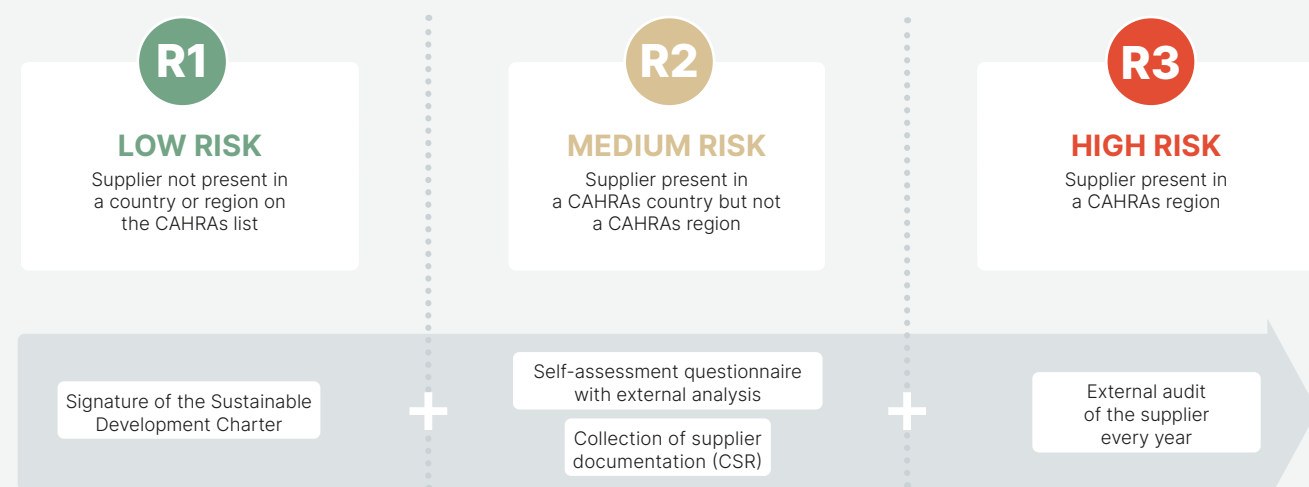 R1
LOW RISK
Supplier not present in
a country or region on
the CAHRAs list
R2
MEDIUM RISK
Supplier present in
a CAHRAs country but not
a CAHRAs region
R3
HIGH RISK
Supplier present in
a CAHRAs region
Signature of the Sustainable
Development Charter
+
Self-assessment questionnaire
with external analysis
Collection of supplier
documentation (CSR)
+
External audit
of the supplier
every year